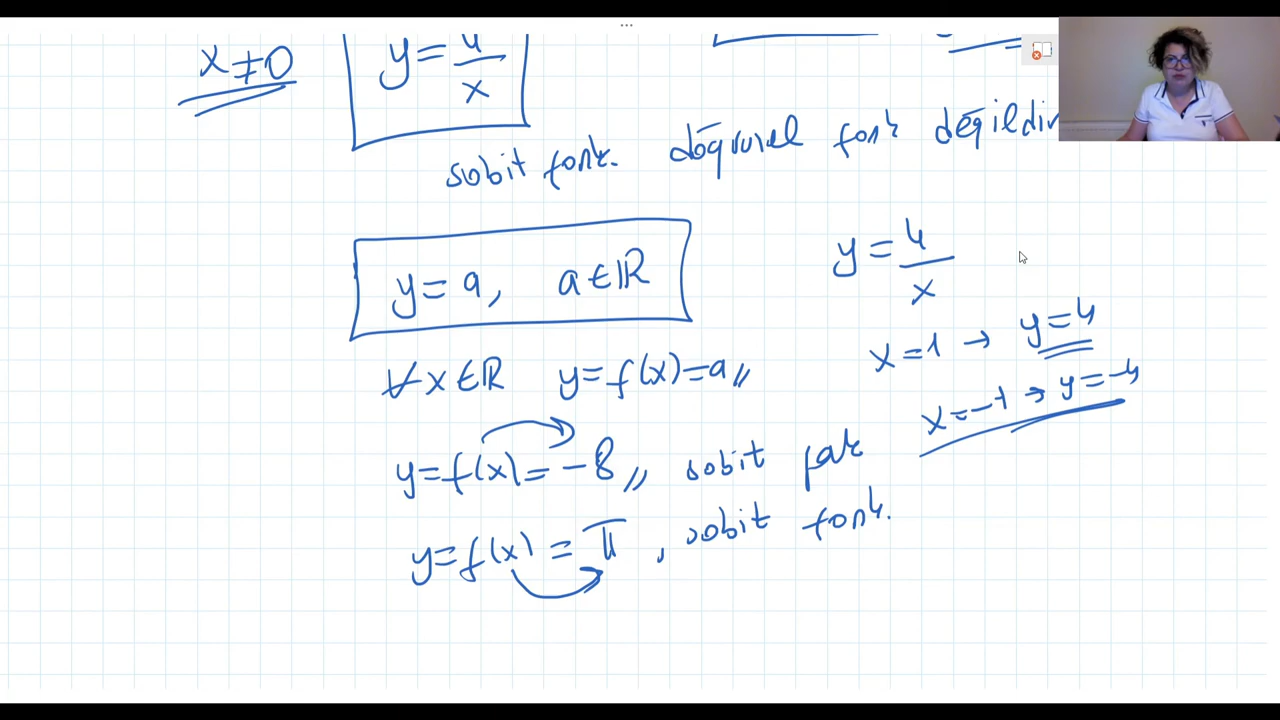 x≠0
y = 4/x
sabit fonk. doğrusal fonk değildir
y = a, a ∈ ℝ
∀x ∈ ℝ y = f(x) = a //
y = f(x) = -8 // sabit fonk
y = f(x) = π, sabit fonk.
y = 4/x
x = 1 → y = 4
x = -1 → y = -4